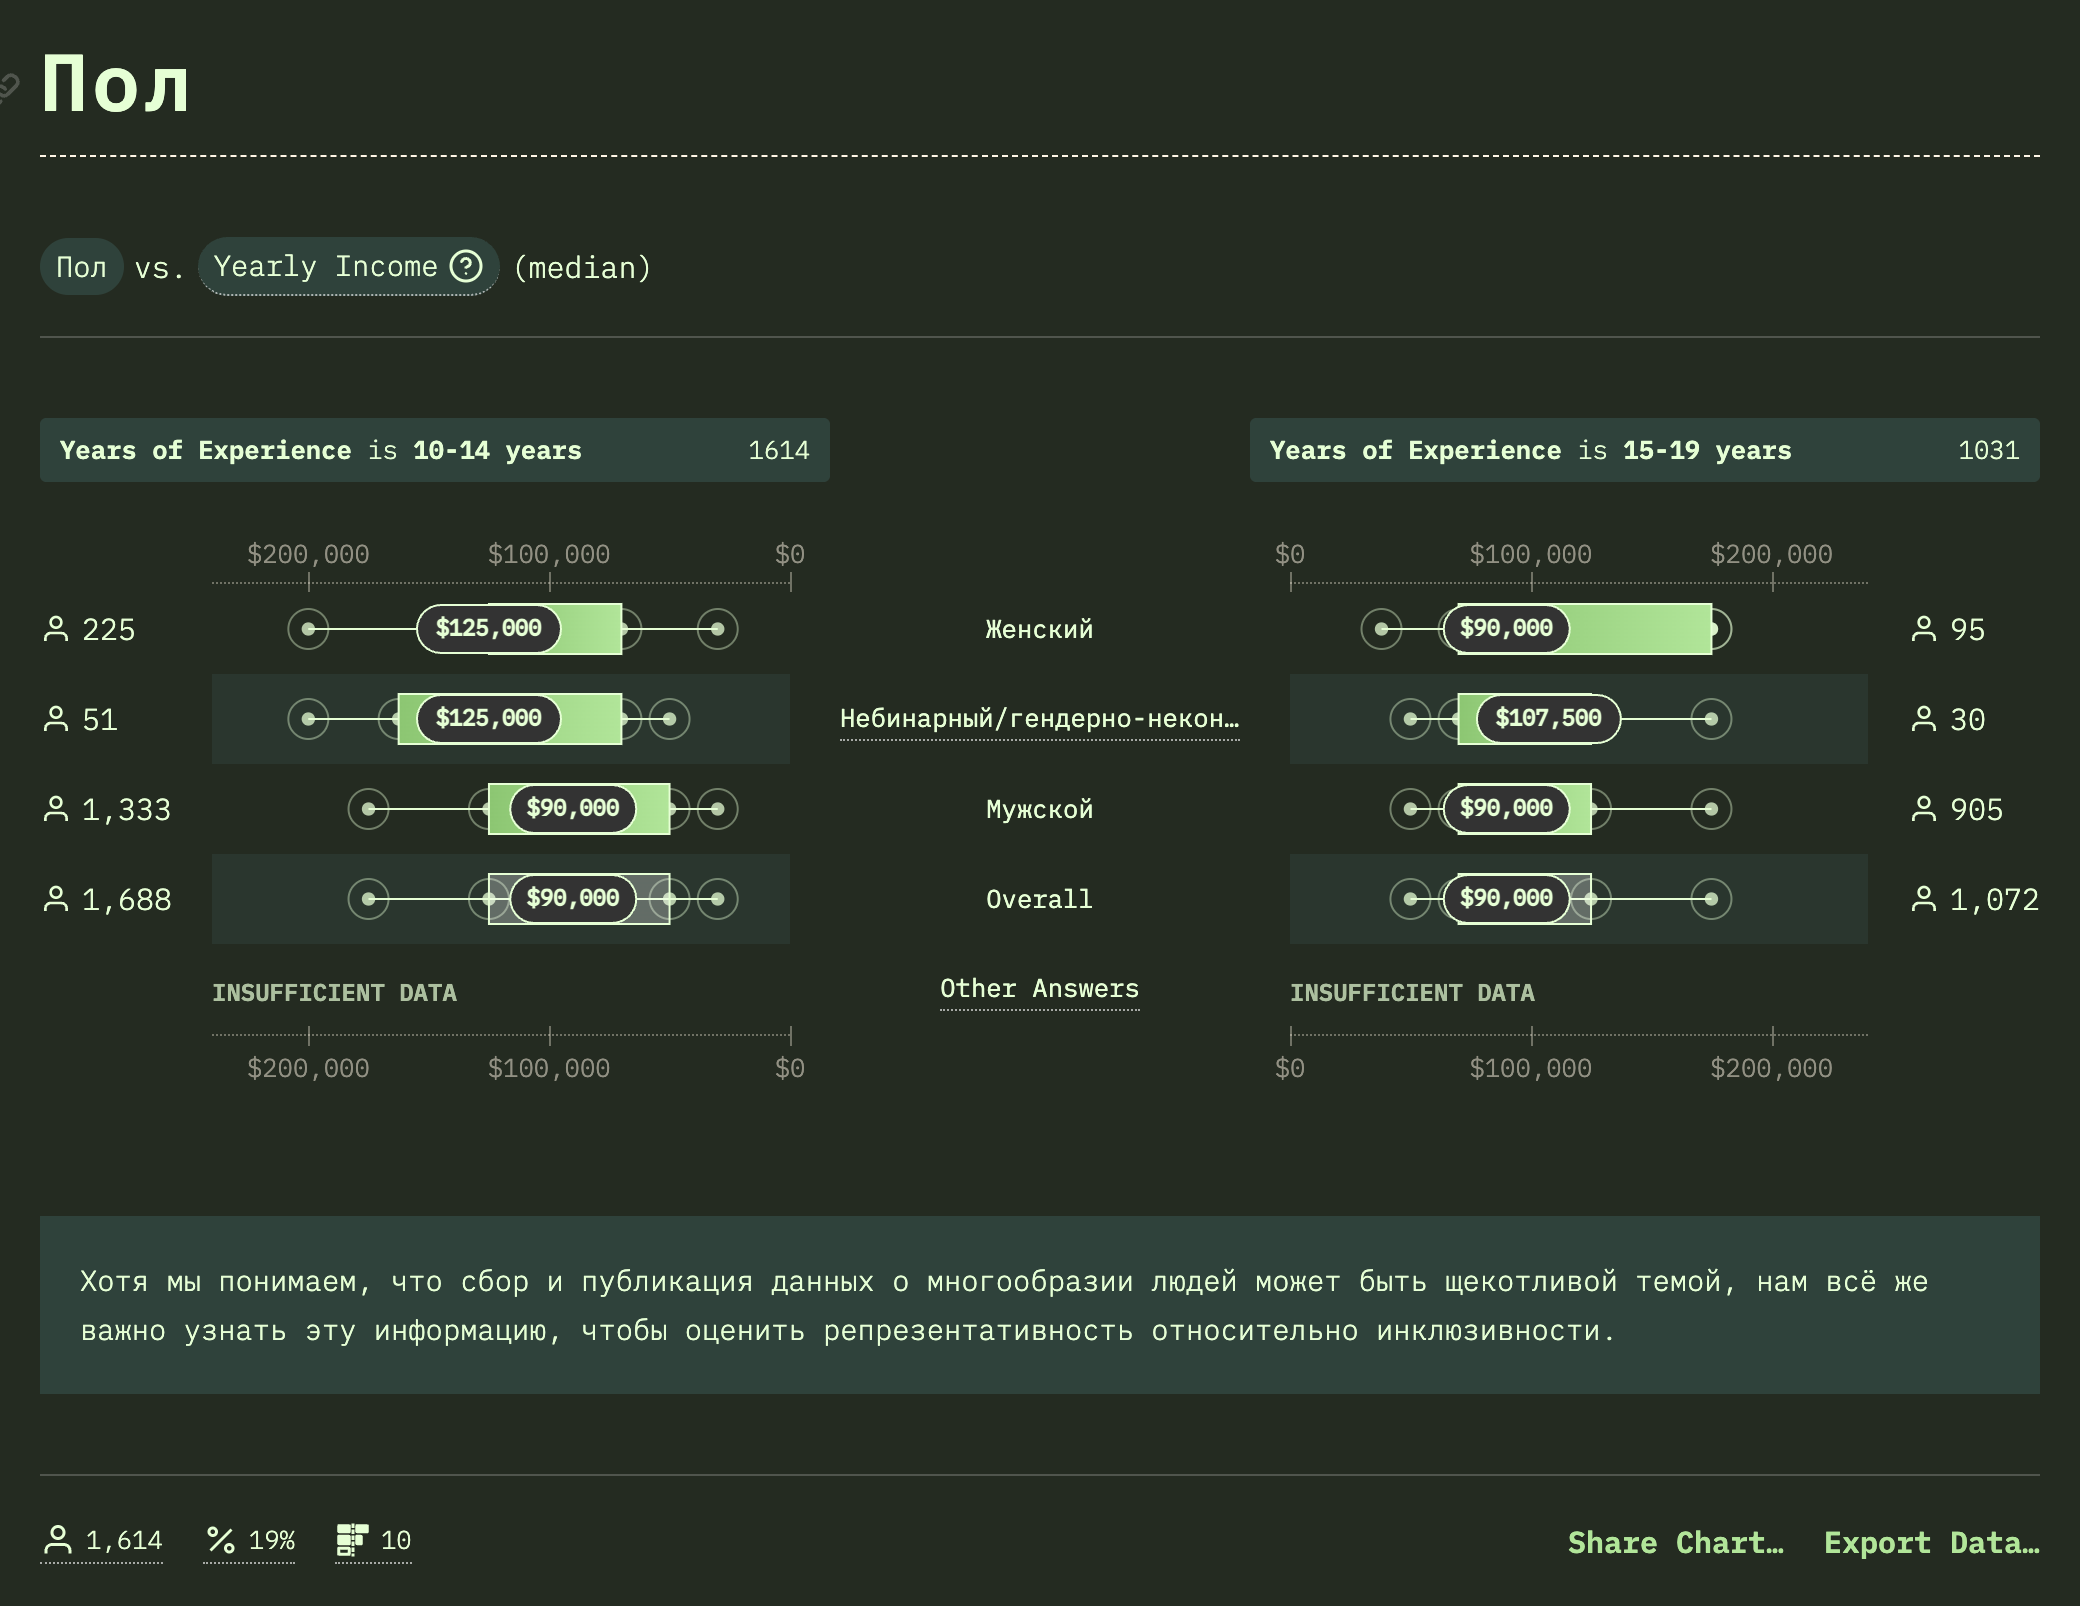 Пол
Пол vs. Yearly Income (median)
Years of Experience is 10-14 years 1614
Years of Experience is 15-19 years 1031
$200,000 $100,000 $0
$0 $100,000 $200,000
225 $125,000 Женский $90,000 95
51 $125,000 Небинарный/гендерно-некон… $107,500 30
1,333 $90,000 Мужской $90,000 905
1,688 $90,000 Overall $90,000 1,072
INSUFFICIENT DATA Other Answers INSUFFICIENT DATA
$200,000 $100,000 $0
$0 $100,000 $200,000
Хотя мы понимаем, что сбор и публикация данных о многообразии людей может быть щекотливой темой, нам всё же
важно узнать эту информацию, чтобы оценить репрезентативность относительно инклюзивности.
1,614 19% 10 Share Chart… Export Data…